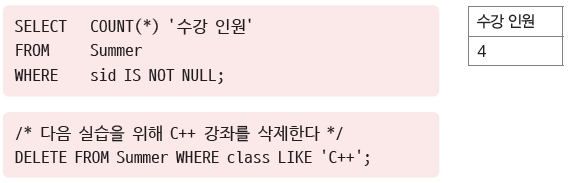 SELECT COUNT(*) '수강 인원'
FROM Summer
WHERE sid IS NOT NULL;
수강 인원
4
/* 다음 실습을 위해 C++ 강좌를 삭제한다 */
DELETE FROM Summer WHERE class LIKE 'C++';